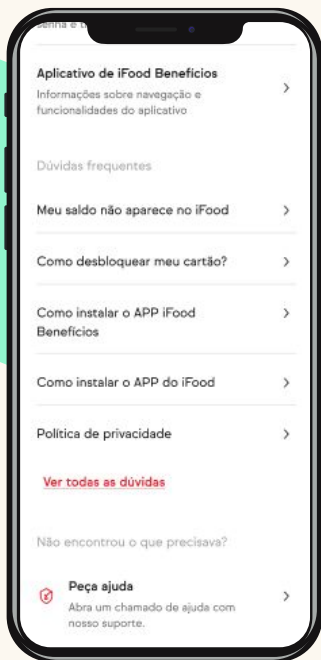 Aplicativo de iFood Benefícios
Informações sobre navegação e
funcionalidades do aplicativo
Dúvidas frequentes
Meu saldo não aparece no iFood
Como desbloquear meu cartão?
Como instalar o APP iFood
Benefícios
Como instalar o APP do iFood
Política de privacidade
Ver todas as dúvidas
Não encontrou o que precisava?
Peça ajuda
Abra um chamado de ajuda com
nosso suporte.